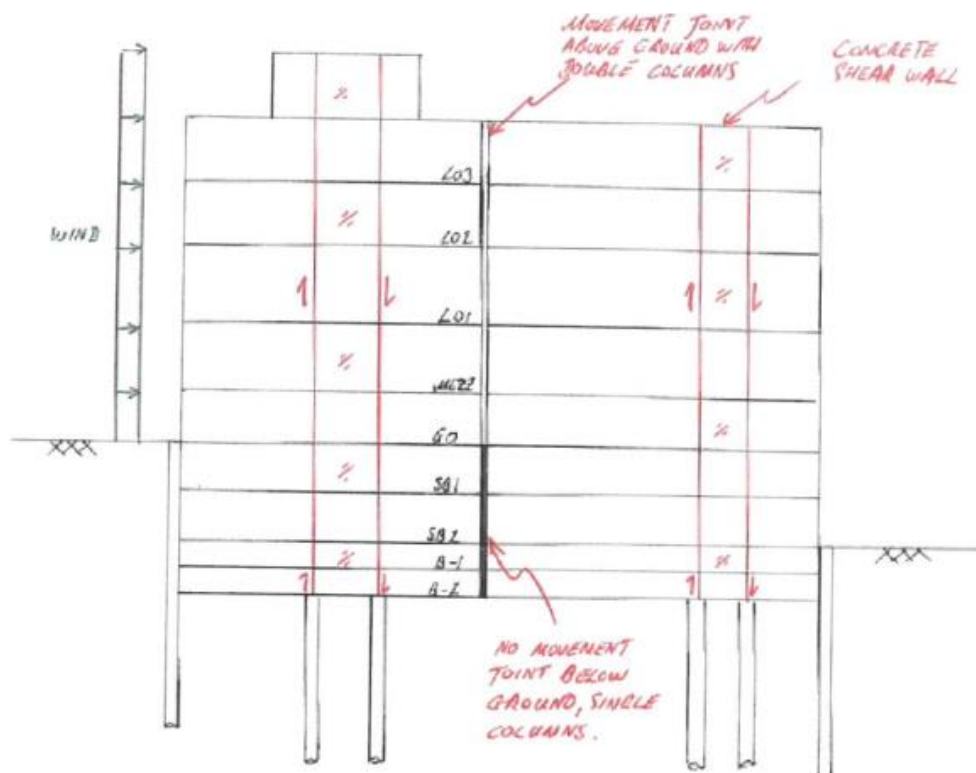 MOVEMENT JOINT
ABOVE GROUND WITH
DOUBLE COLUMNS
CONCRETE
SHEAR WALL
WIND
L03
L02
L01
MEZZ
GO
SB1
SB2
B-1
B-2
NO MOVEMENT
JOINT BELOW
GROUND, SINGLE
COLUMNS.